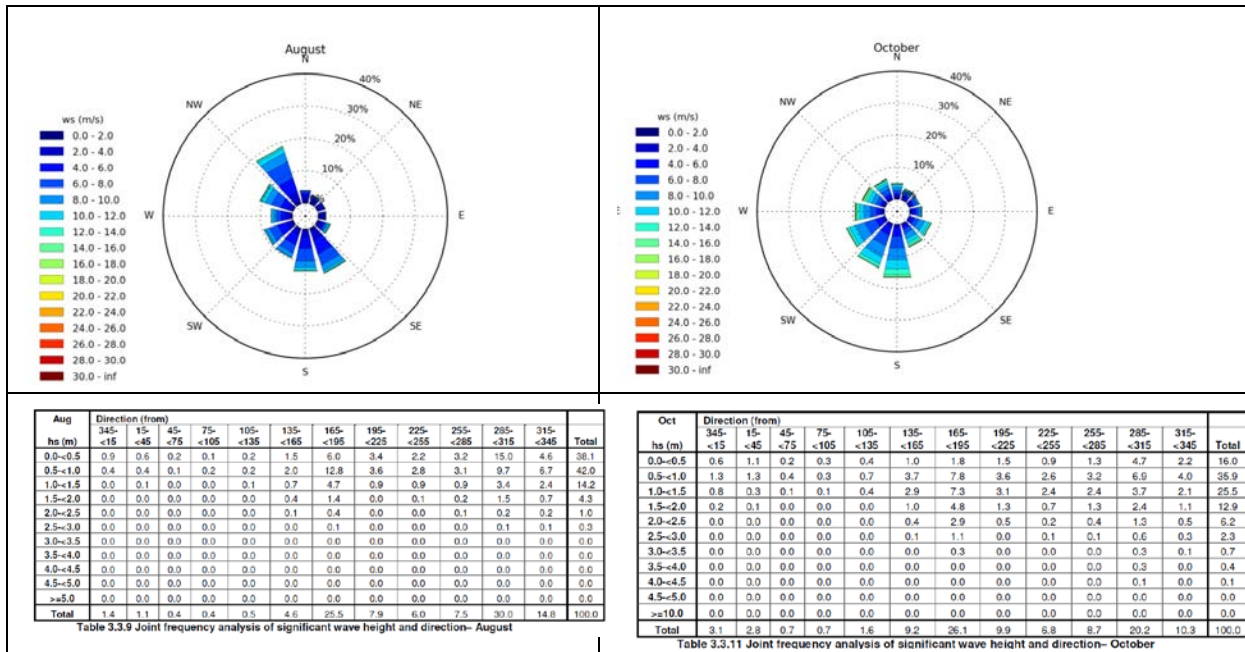 August
N
40%
NW
NE
30%
ws (m/s)
0.0 - 2.0
20%
2.0 - 4.0
4.0 - 6.0
10%
6.0 - 8.0
8.0 - 10.0
10.0 - 12.0
W
E
12.0 - 14.0
14.0 - 16.0
16.0 - 18.0
18.0 - 20.0
20.0 - 22.0
22.0 - 24.0
24.0 - 26.0
SW
SE
26.0 - 28.0
28.0 - 30.0
30.0 - inf
S
October
N
40%
NW
NE
30%
ws (m/s)
0.0 - 2.0
20%
2.0 - 4.0
4.0 - 6.0
10%
6.0 - 8.0
8.0 - 10.0
10.0 - 12.0
W
E
12.0 - 14.0
14.0 - 16.0
16.0 - 18.0
18.0 - 20.0
20.0 - 22.0
22.0 - 24.0
24.0 - 26.0
SW
SE
26.0 - 28.0
28.0 - 30.0
30.0 - inf
S
Aug Direction (from)
hs (m) 345-<15 15-<45 45-<75 75-<105 105-<135 135-<165 165-<195 195-<225 225-<255 255-<285 285-<315 315-<345 Total
0.0-<0.5 0.9 0.6 0.2 0.1 0.2 1.5 6.0 3.4 2.2 3.2 15.0 4.6 38.1
0.5-<1.0 0.4 0.4 0.1 0.2 0.2 2.0 12.8 3.6 2.8 3.1 9.7 6.7 42.0
1.0-<1.5 0.0 0.1 0.0 0.0 0.1 0.7 4.7 0.9 0.9 0.9 3.4 2.4 14.2
1.5-<2.0 0.0 0.0 0.0 0.0 0.0 0.4 1.4 0.0 0.1 0.2 1.5 0.7 4.3
2.0-<2.5 0.0 0.0 0.0 0.0 0.0 0.1 0.4 0.0 0.0 0.1 0.2 0.2 1.0
2.5-<3.0 0.0 0.0 0.0 0.0 0.0 0.0 0.1 0.0 0.0 0.0 0.1 0.1 0.3
3.0-<3.5 0.0 0.0 0.0 0.0 0.0 0.0 0.0 0.0 0.0 0.0 0.0 0.0 0.0
3.5-<4.0 0.0 0.0 0.0 0.0 0.0 0.0 0.0 0.0 0.0 0.0 0.0 0.0 0.0
4.0-<4.5 0.0 0.0 0.0 0.0 0.0 0.0 0.0 0.0 0.0 0.0 0.0 0.0 0.0
4.5-<5.0 0.0 0.0 0.0 0.0 0.0 0.0 0.0 0.0 0.0 0.0 0.0 0.0 0.0
>=5.0 0.0 0.0 0.0 0.0 0.0 0.0 0.0 0.0 0.0 0.0 0.0 0.0 0.0
Total 1.4 1.1 0.4 0.4 0.5 4.6 25.5 7.9 6.0 7.5 30.0 14.8 100.0
Table 3.3.9 Joint frequency analysis of significant wave height and direction– August
Oct Direction (from)
hs (m) 345-<15 15-<45 45-<75 75-<105 105-<135 135-<165 165-<195 195-<225 225-<255 255-<285 285-<315 315-<345 Total
0.0-<0.5 0.6 1.1 0.2 0.3 0.4 1.0 1.8 1.5 0.9 1.3 4.7 2.2 16.0
0.5-<1.0 1.3 1.3 0.4 0.3 0.7 3.7 7.8 3.6 2.6 3.2 6.9 4.0 35.9
1.0-<1.5 0.8 0.3 0.1 0.1 0.4 2.9 7.3 3.1 2.4 2.4 3.7 2.1 25.5
1.5-<2.0 0.2 0.1 0.0 0.0 0.0 1.0 4.8 1.3 0.7 1.3 2.4 1.1 12.9
2.0-<2.5 0.0 0.0 0.0 0.0 0.0 0.4 2.9 0.5 0.2 0.4 1.3 0.5 6.2
2.5-<3.0 0.0 0.0 0.0 0.0 0.0 0.1 1.1 0.0 0.1 0.1 0.6 0.3 2.3
3.0-<3.5 0.0 0.0 0.0 0.0 0.0 0.0 0.3 0.0 0.0 0.0 0.3 0.1 0.7
3.5-<4.0 0.0 0.0 0.0 0.0 0.0 0.0 0.0 0.0 0.0 0.0 0.3 0.0 0.4
4.0-<4.5 0.0 0.0 0.0 0.0 0.0 0.0 0.0 0.0 0.0 0.0 0.1 0.0 0.1
4.5-<5.0 0.0 0.0 0.0 0.0 0.0 0.0 0.0 0.0 0.0 0.0 0.0 0.0 0.0
>=10.0 0.0 0.0 0.0 0.0 0.0 0.0 0.0 0.0 0.0 0.0 0.0 0.0 0.0
Total 3.1 2.8 0.7 0.7 1.6 9.2 26.1 9.9 6.8 8.7 20.2 10.3 100.0
Table 3.3.11 Joint frequency analysis of significant wave height and direction– October